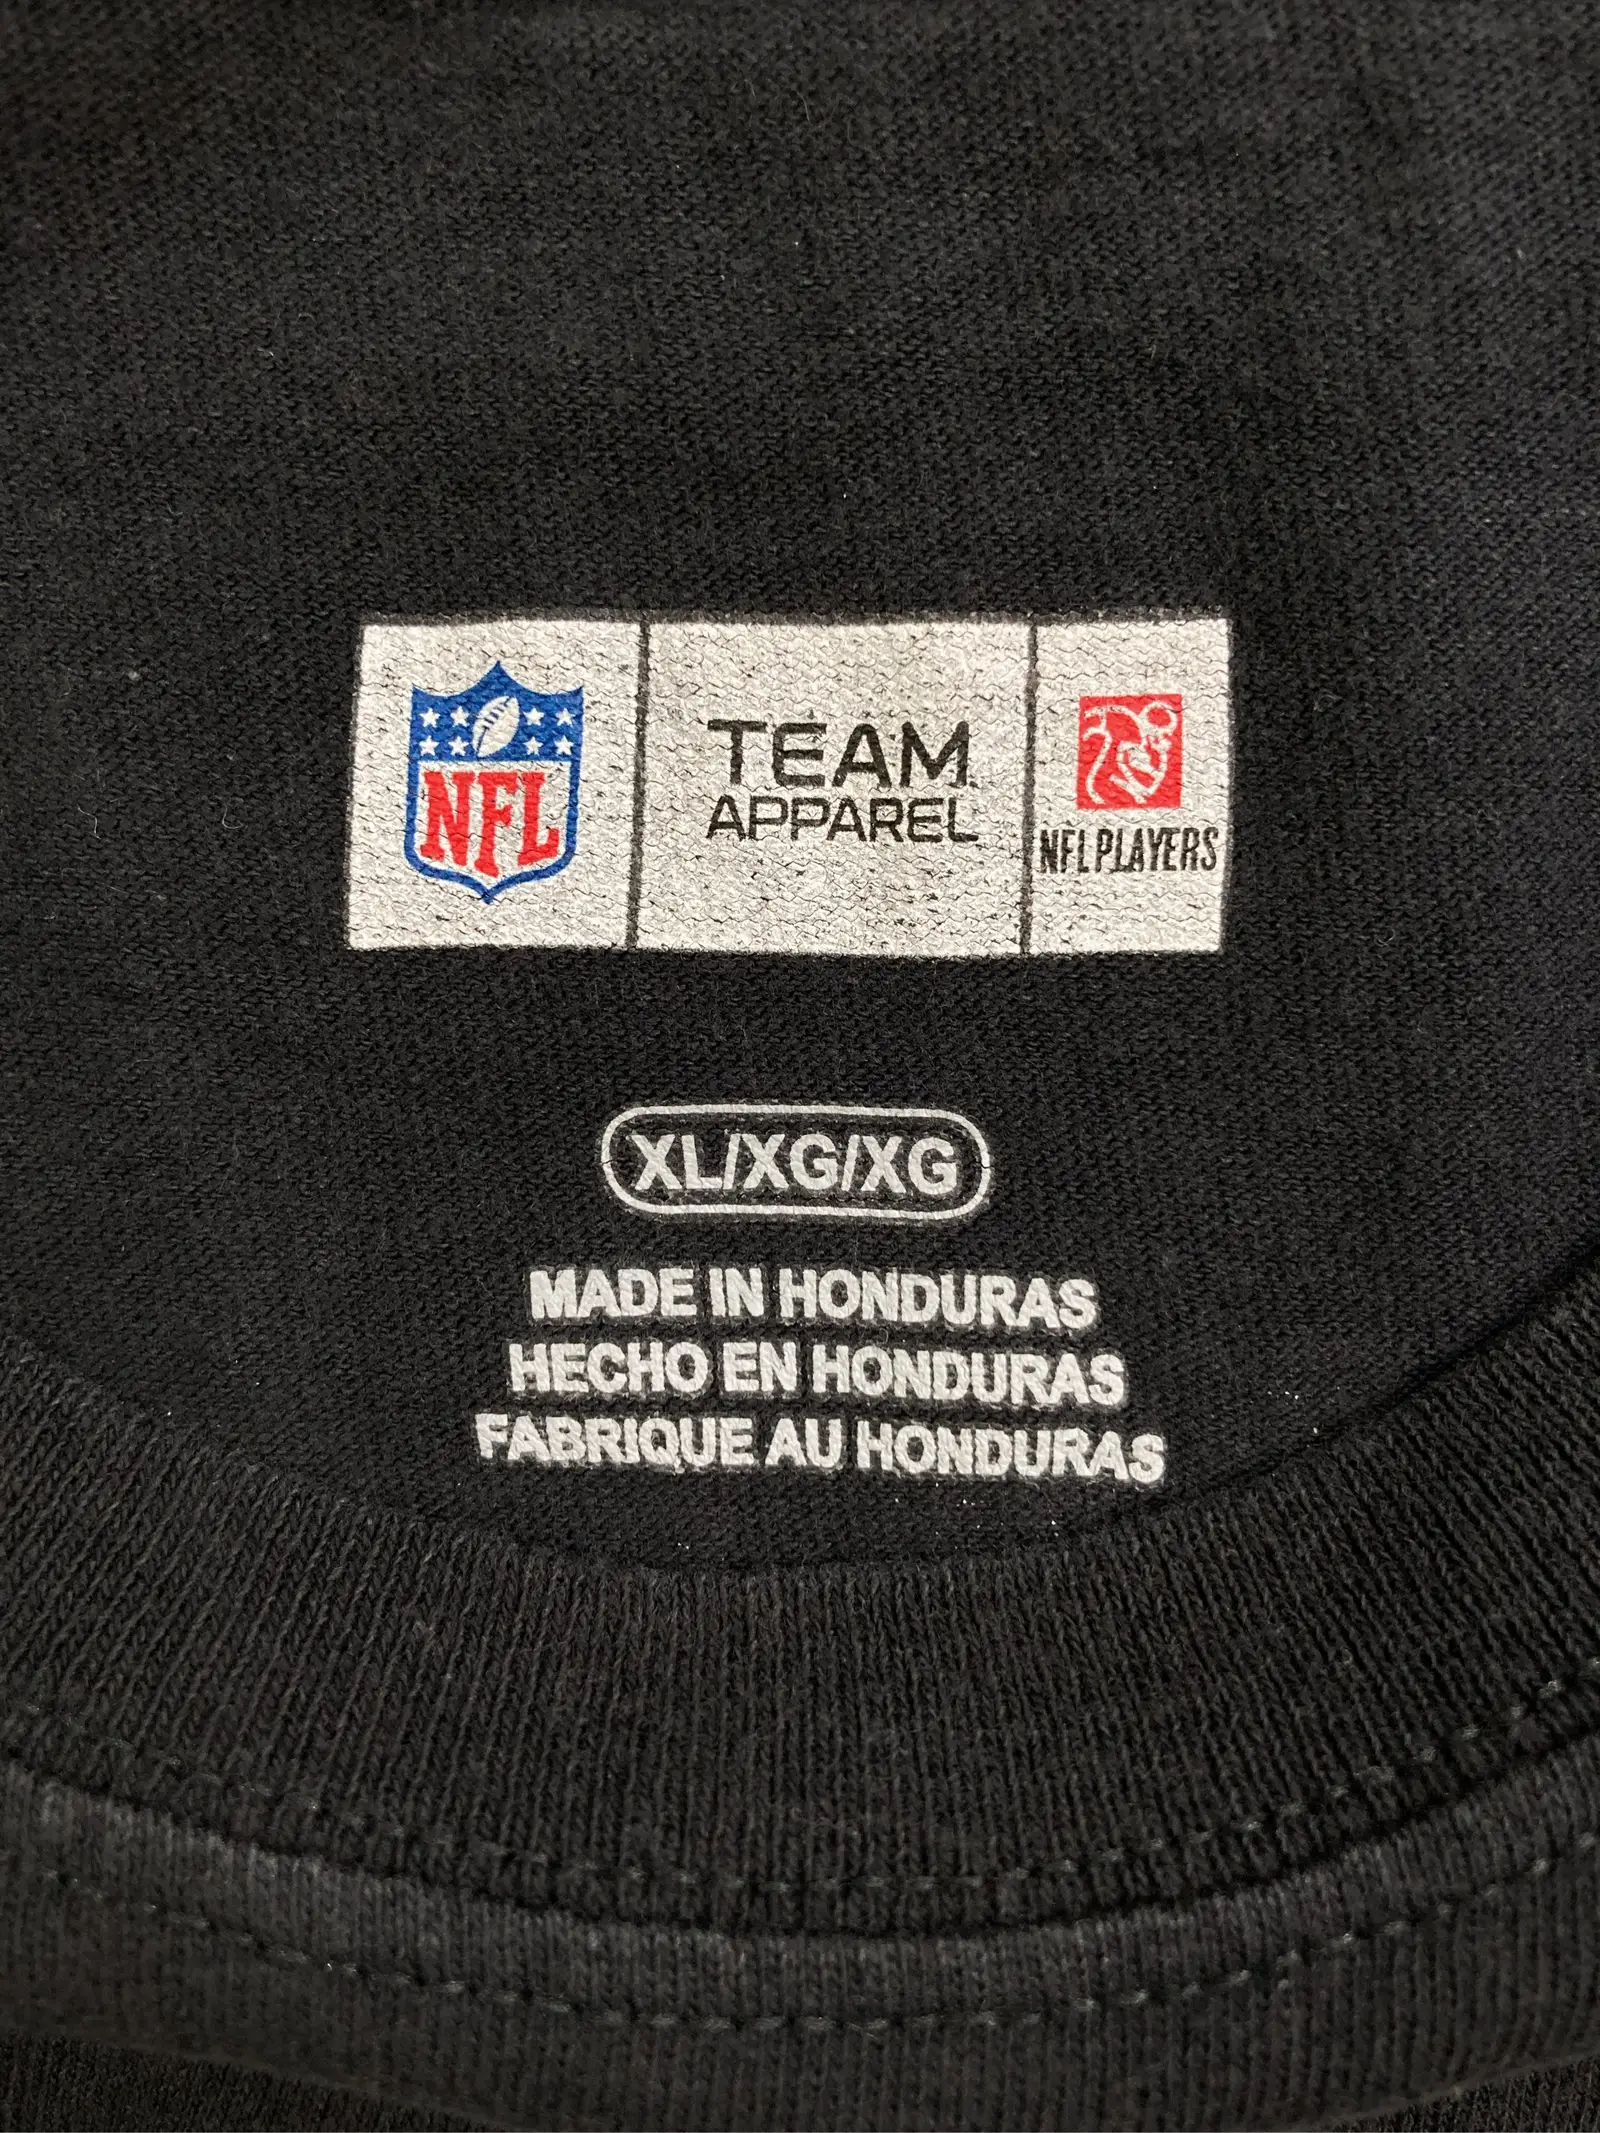 NFL
TEAM
APPAREL
NFL PLAYERS
XL/XG/XG
MADE IN HONDURAS
HECHO EN HONDURAS
FABRIQUE AU HONDURAS